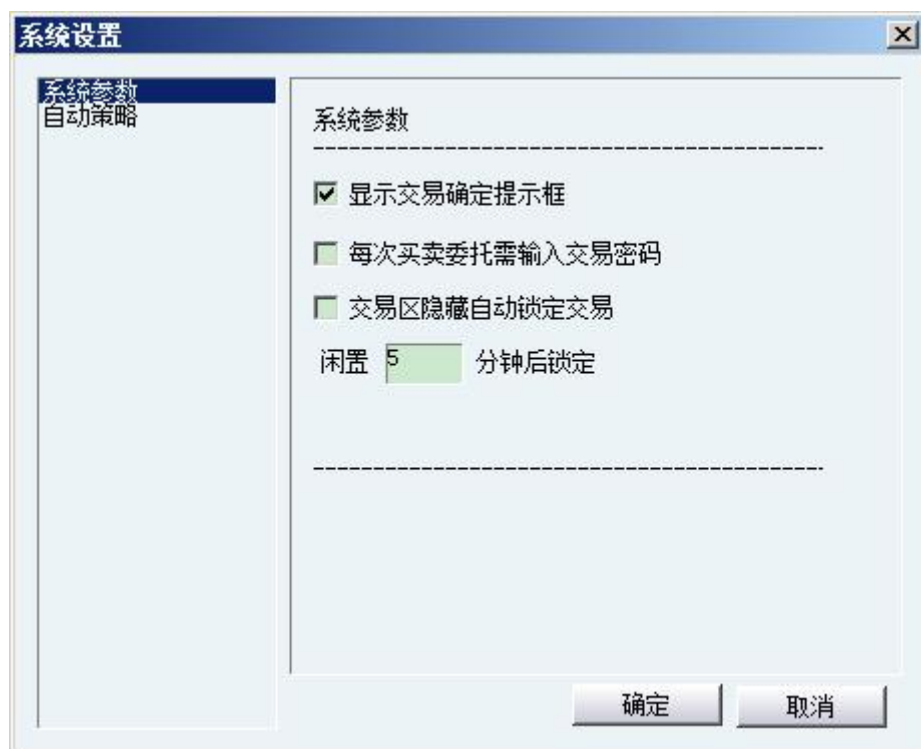 系统设置
系统参数
自动策略
系统参数
显示交易确定提示框
每次买卖委托需输入交易密码
交易区隐藏自动锁定交易
闲置 5 分钟后锁定
确定 取消